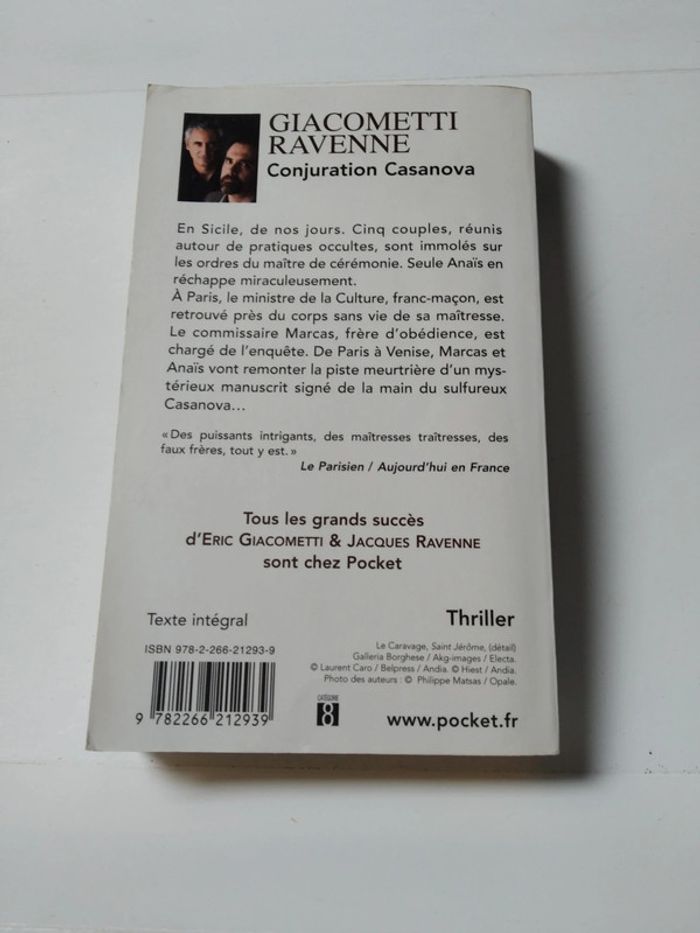 GIACOMETTI
RAVENNE
Conjuration Casanova
En Sicile, de nos jours. Cinq couples, réunis
autour de pratiques occultes, sont immolés sur
les ordres du maître de cérémonie. Seule Anaïs en
réchappe miraculeusement.
À Paris, le ministre de la Culture, franc-maçon, est
retrouvé près du corps sans vie de sa maîtresse.
Le commissaire Marcas, frère d'obédience, est
chargé de l'enquête. De Paris à Venise, Marcas et
Anaïs vont remonter la piste meurtrière d'un mys-
térieux manuscrit signé de la main du sulfureux
Casanova…
« Des puissants intrigants, des maîtresses traîtresses, des
faux frères, tout y est. »
Le Parisien / Aujourd'hui en France
Tous les grands succès
d'ERIC GIACOMETTI & JACQUES RAVENNE
sont chez Pocket
Texte intégral
Thriller
ISBN 978-2-266-21293-9
Le Caravage, Saint Jérôme, (détail)
Galleria Borghese / Akg-images / Electa.
© Laurent Caro / Belpress / Andia. © Hiest / Andia.
Photo des auteurs : © Philippe Matsas / Opale.
9 782266 212939
CATÉGORIE
8
www.pocket.fr